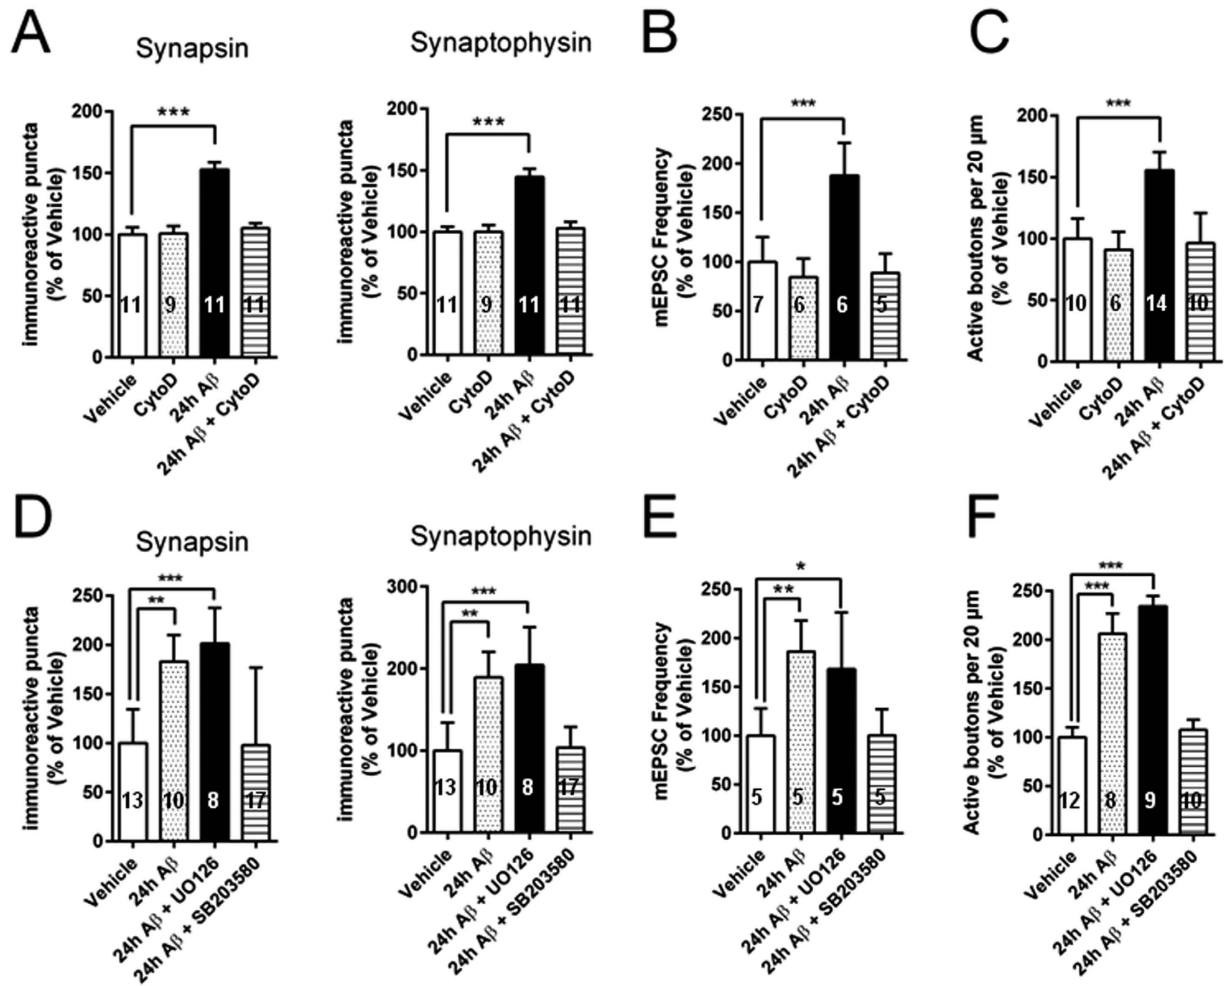 A
Synapsin
Synaptophysin
B
C
immunoreactive puncta
(% of Vehicle)
200
150
100
50
0
***
11
9
11
11
Vehicle
CytoD
24h Aβ
24h Aβ + CytoD
immunoreactive puncta
(% of Vehicle)
200
150
100
50
0
***
11
9
11
11
Vehicle
CytoD
24h Aβ
24h Aβ + CytoD
mEPSC Frequency
(% of Vehicle)
250
200
150
100
50
0
***
7
6
6
5
Vehicle
CytoD
24h Aβ
24h Aβ + CytoD
Active boutons per 20 µm
(% of Vehicle)
200
150
100
50
0
***
10
6
14
10
Vehicle
CytoD
24h Aβ
24h Aβ + CytoD
D
Synapsin
Synaptophysin
E
F
immunoreactive puncta
(% of Vehicle)
250
200
150
100
50
0
***
**
13
10
8
17
Vehicle
24h Aβ
24h Aβ + UO126
24h Aβ + SB203580
immunoreactive puncta
(% of Vehicle)
300
200
100
0
***
**
13
10
8
17
Vehicle
24h Aβ
24h Aβ + UO126
24h Aβ + SB203580
mEPSC Frequency
(% of Vehicle)
250
200
150
100
50
0
*
**
5
5
5
5
Vehicle
24h Aβ
24h Aβ + UO126
24h Aβ + SB203580
Active boutons per 20 µm
(% of Vehicle)
250
200
150
100
50
0
***
***
12
8
9
10
Vehicle
24h Aβ
24h Aβ + UO126
24h Aβ + SB203580